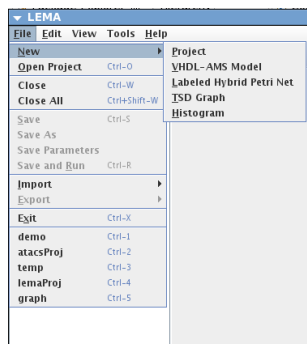 LEMA
File Edit View Tools Help
New
Open Project Ctrl-O
Close Ctrl-W
Close All Ctrl+Shift-W
Save Ctrl-S
Save As
Save Parameters
Save and Run Ctrl-R
Import
Export
Exit Ctrl-X
demo Ctrl-1
atacsProj Ctrl-2
temp Ctrl-3
lemaProj Ctrl-4
graph Ctrl-5
Project
VHDL-AMS Model
Labeled Hybrid Petri Net
TSD Graph
Histogram